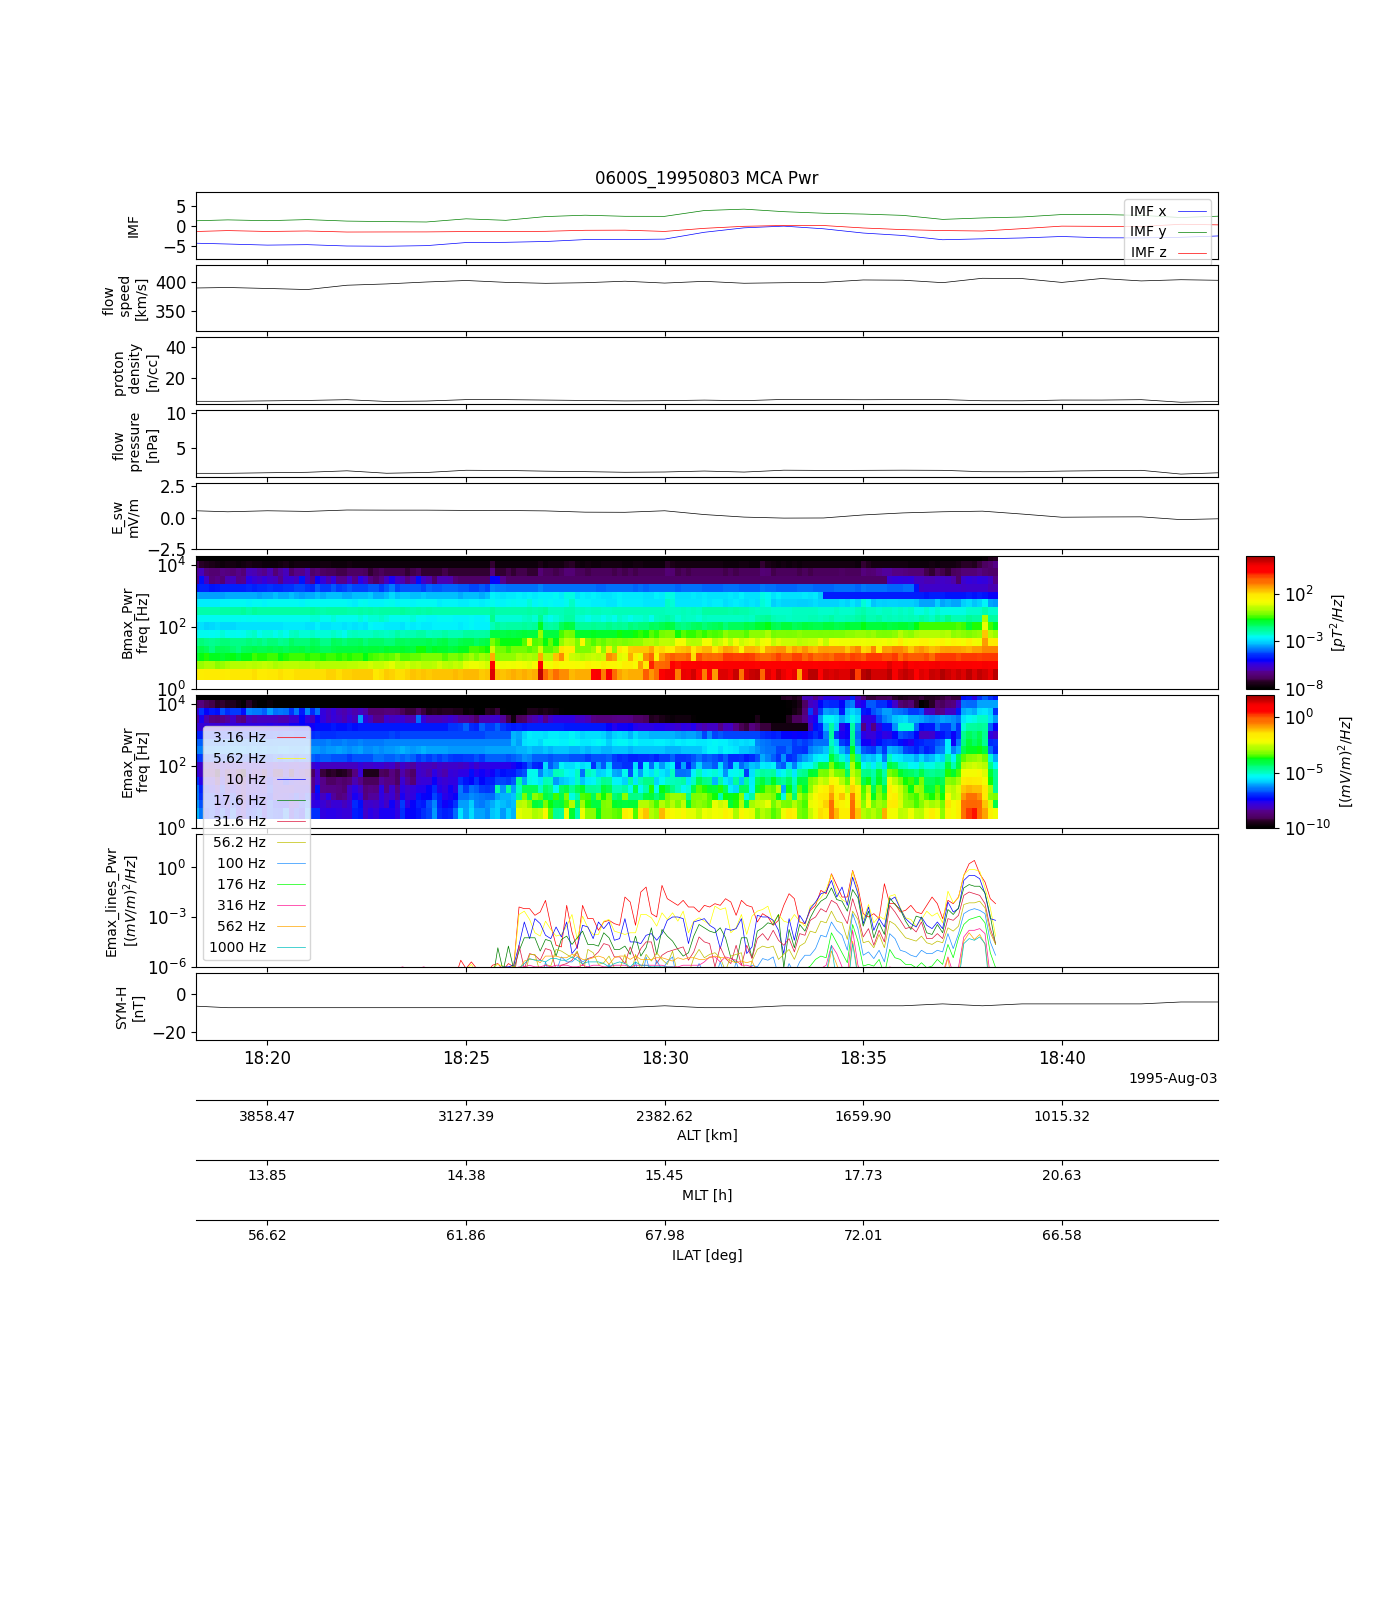 0600S_19950803 MCA Pwr
5
0
−5
IMF
IMF x
IMF y
IMF z
400
350
flow
speed
[km/s]
40
20
proton
density
[n/cc]
10
5
flow
pressure
[nPa]
2.5
0.0
−2.5
E_sw
mV/m
10^4
10^2
10^0
Bmax_Pwr
freq [Hz]
10^2
10^−3
10^−8
[pT^2/Hz]
10^4
10^2
10^0
Emax_Pwr
freq [Hz]
10^0
10^−5
10^−10
[(mV/m)^2/Hz]
3.16 Hz
5.62 Hz
10 Hz
17.6 Hz
31.6 Hz
56.2 Hz
100 Hz
176 Hz
316 Hz
562 Hz
1000 Hz
10^0
10^−3
10^−6
Emax_lines_Pwr
[(mV/m)^2/Hz]
0
−20
SYM-H
[nT]
18:20 18:25 18:30 18:35 18:40
1995-Aug-03
3858.47 3127.39 2382.62 1659.90 1015.32
ALT [km]
13.85 14.38 15.45 17.73 20.63
MLT [h]
56.62 61.86 67.98 72.01 66.58
ILAT [deg]